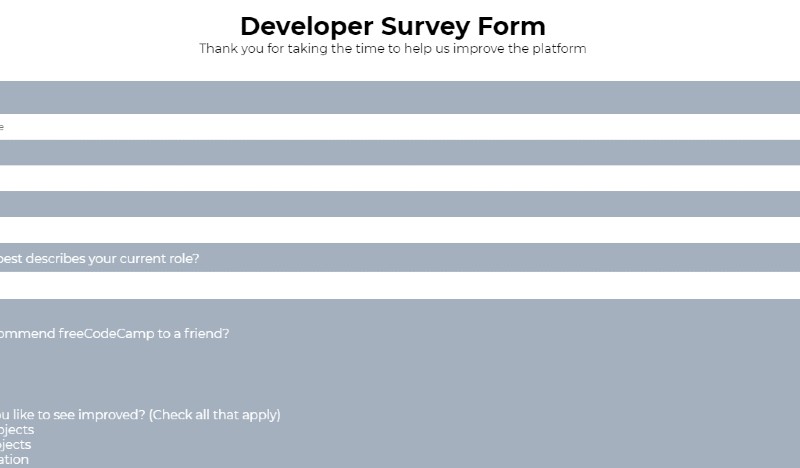 Developer Survey Form
Thank you for taking the time to help us improve the platform
e
best describes your current role?
ommend freeCodeCamp to a friend?
u like to see improved? (Check all that apply)
ojects
ojects
ation